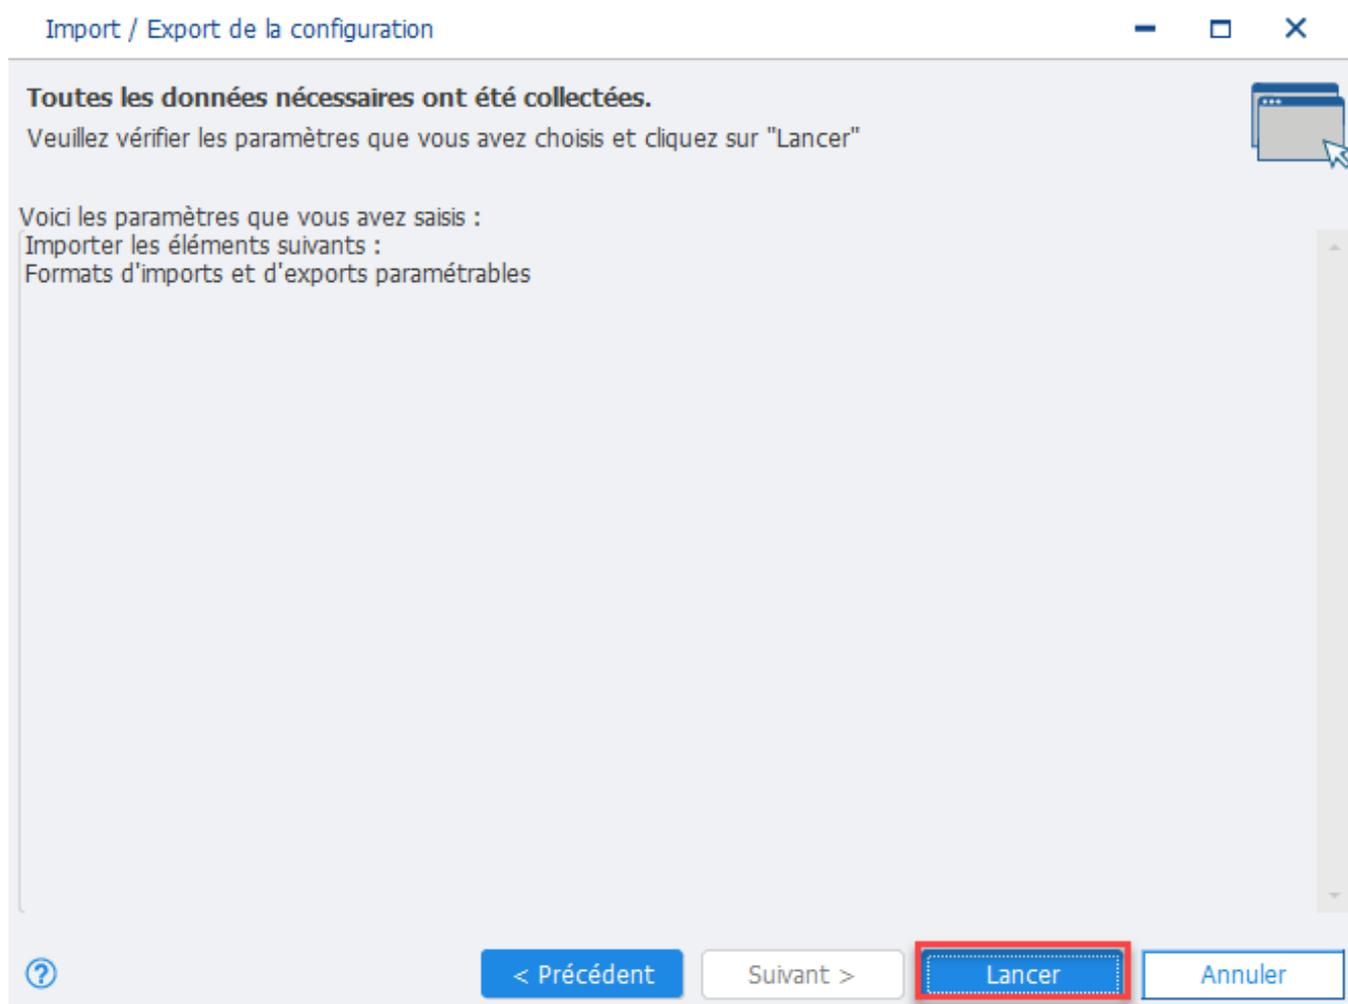 Import / Export de la configuration
Toutes les données nécessaires ont été collectées.
Veuillez vérifier les paramètres que vous avez choisis et cliquez sur "Lancer"
Voici les paramètres que vous avez saisis :
Importer les éléments suivants :
Formats d'imports et d'exports paramétrables
< Précédent
Suivant >
Lancer
Annuler